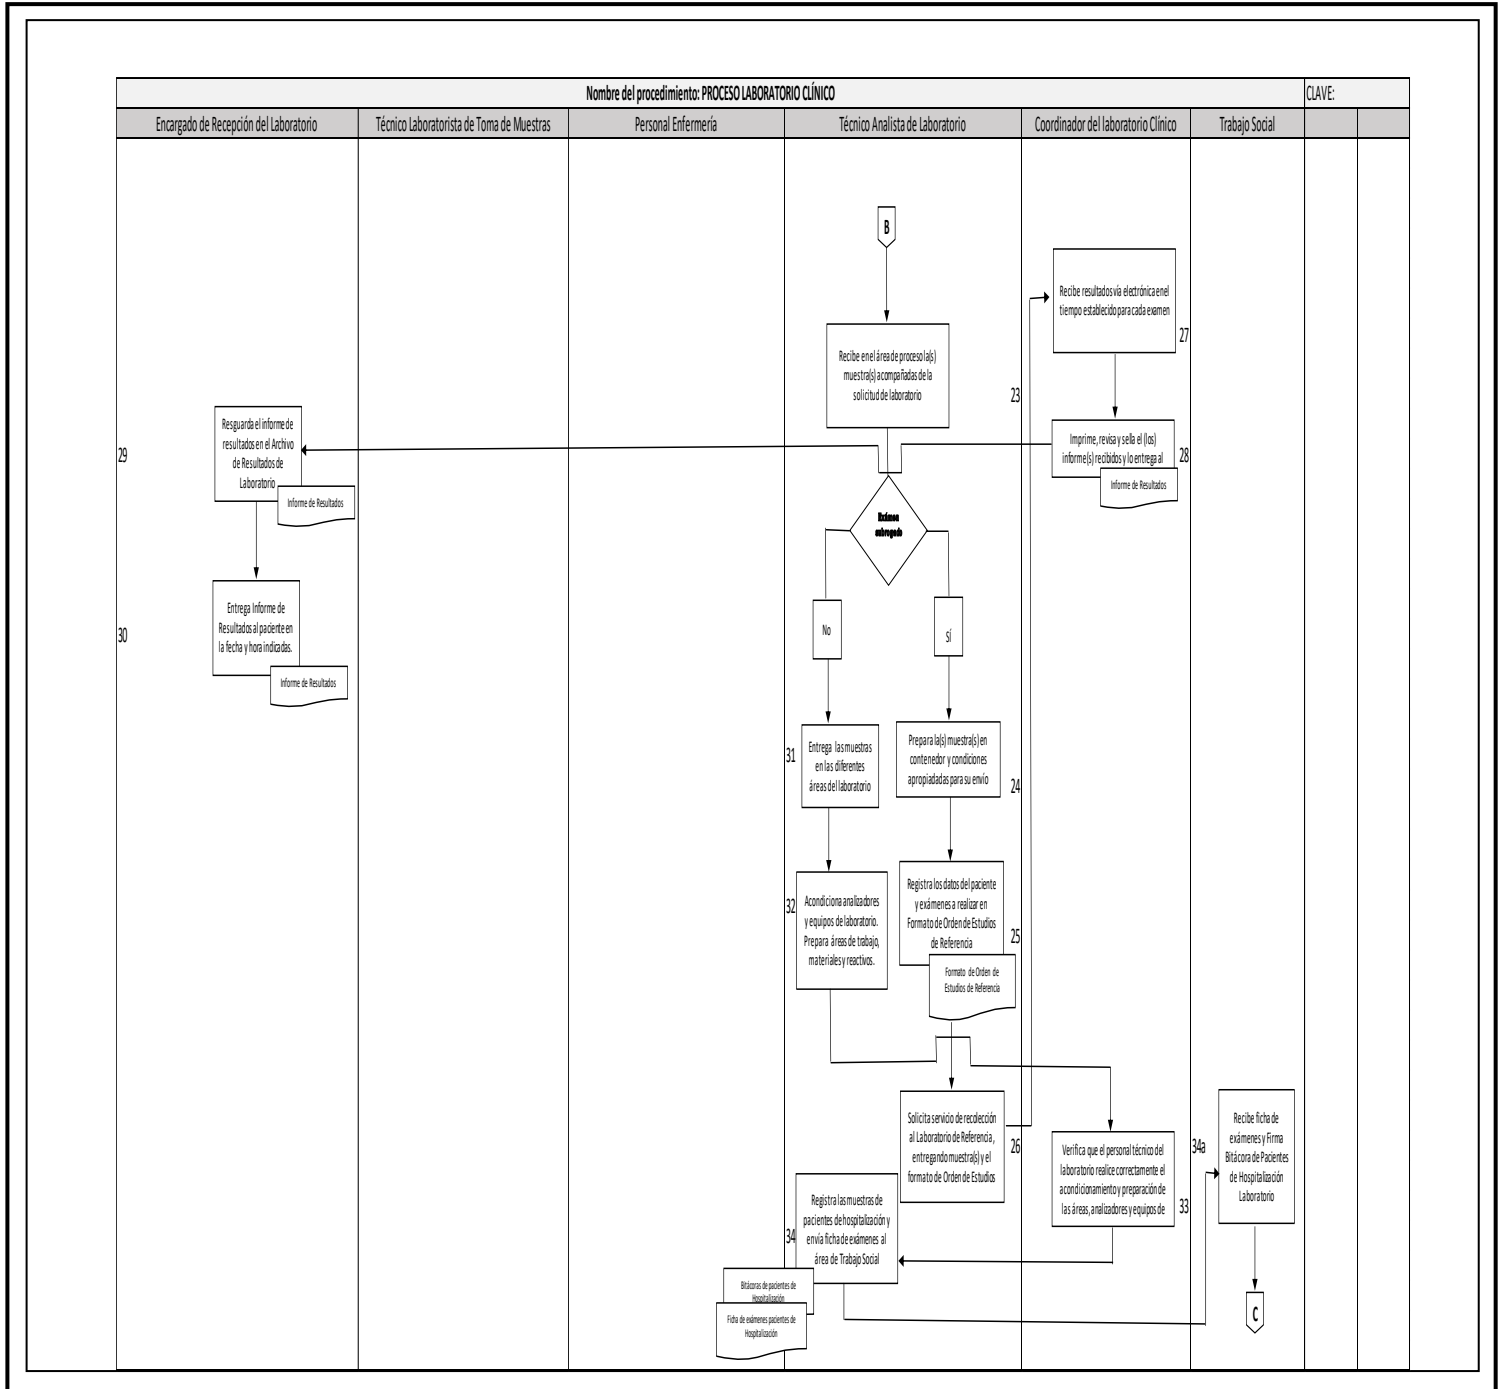 Nombre del procedimiento: PROCESO LABORATORIO CLÍNICO
CLAVE:
Encargado de Recepción del Laboratorio
Técnico Laboratorista de Toma de Muestras
Personal Enfermería
Técnico Analista de Laboratorio
Coordinador del laboratorio Clínico
Trabajo Social
B
Recibe en el área de proceso la(s)
muestra(s) acompañadas de la
solicitud de laboratorio
23
Exámen
subrogado
No
Sí
Prepara la(s) muestra(s) en
contenedor y condiciones
apropiadadas para su envío
24
Registra los datos del paciente
y exámenes a realizar en
Formato de Orden de Estudios
de Referencia
25
Formato de Orden de
Estudios de Referencia
Solicita servicio de recolección
al Laboratorio de Referencia,
entregando muestra(s) y el
formato de Orden de Estudios
26
Recibe resultados vía electrónica en el
tiempo establecido para cada examen
27
Imprime, revisa y sella el (los)
informe(s) recibidos y lo entrega al
28
Informe de Resultados
29
Resguarda el informe de
resultados en el Archivo
de Resultados de
Laboratorio
Informe de Resultados
30
Entrega Informe de
Resultados al paciente en
la fecha y hora indicadas.
Informe de Resultados
31
Entrega las muestras
en las diferentes
áreas del laboratorio
32
Acondiciona analizadores
y equipos de laboratorio.
Prepara áreas de trabajo,
materiales y reactivos.
Verifica que el personal técnico del
laboratorio realice correctamente el
acondicionamiento y preparación de
las áreas, analizadores y equipos de
33
34
Registra las muestras de
pacientes de hospitalización y
envía ficha de exámenes al
área de Trabajo Social
Bitácoras de pacientes de
Hospitalización
Ficha de exámenes pacientes de
Hospitalización
34a
Recibe ficha de
exámenes y Firma
Bitácora de Pacientes
de Hospitalización
Laboratorio
C